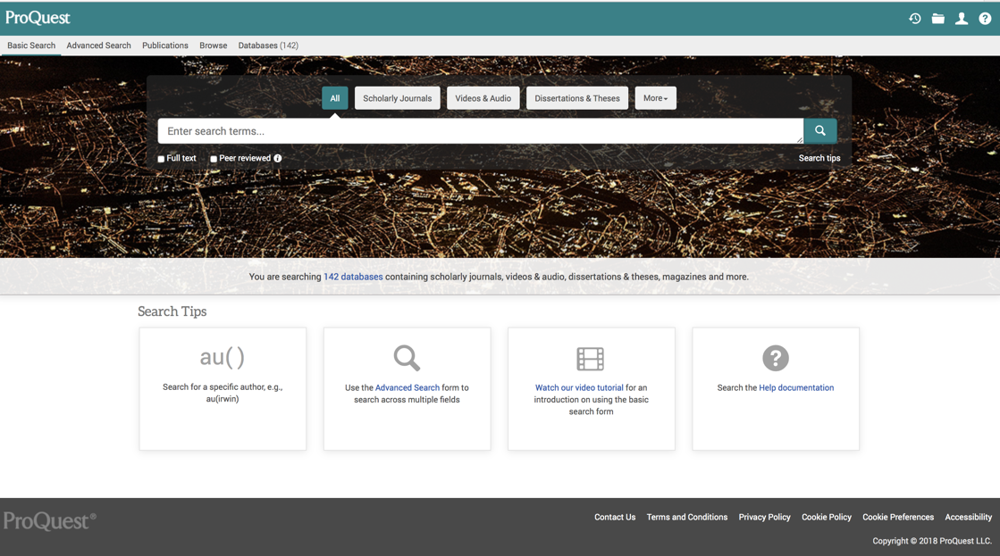 ProQuest
Basic Search Advanced Search Publications Browse Databases (142)
All Scholarly Journals Videos & Audio Dissertations & Theses More
Enter search terms...
Full text Peer reviewed Search tips
You are searching 142 databases containing scholarly journals, videos & audio, dissertations & theses, magazines and more.
Search Tips
au()
Search for a specific author, e.g.,
au(irwin)
Use the Advanced Search form to
search across multiple fields
Watch our video tutorial for an
introduction on using the basic
search form
?
Search the Help documentation
ProQuest®
Contact Us Terms and Conditions Privacy Policy Cookie Policy Cookie Preferences Accessibility
Copyright © 2018 ProQuest LLC.